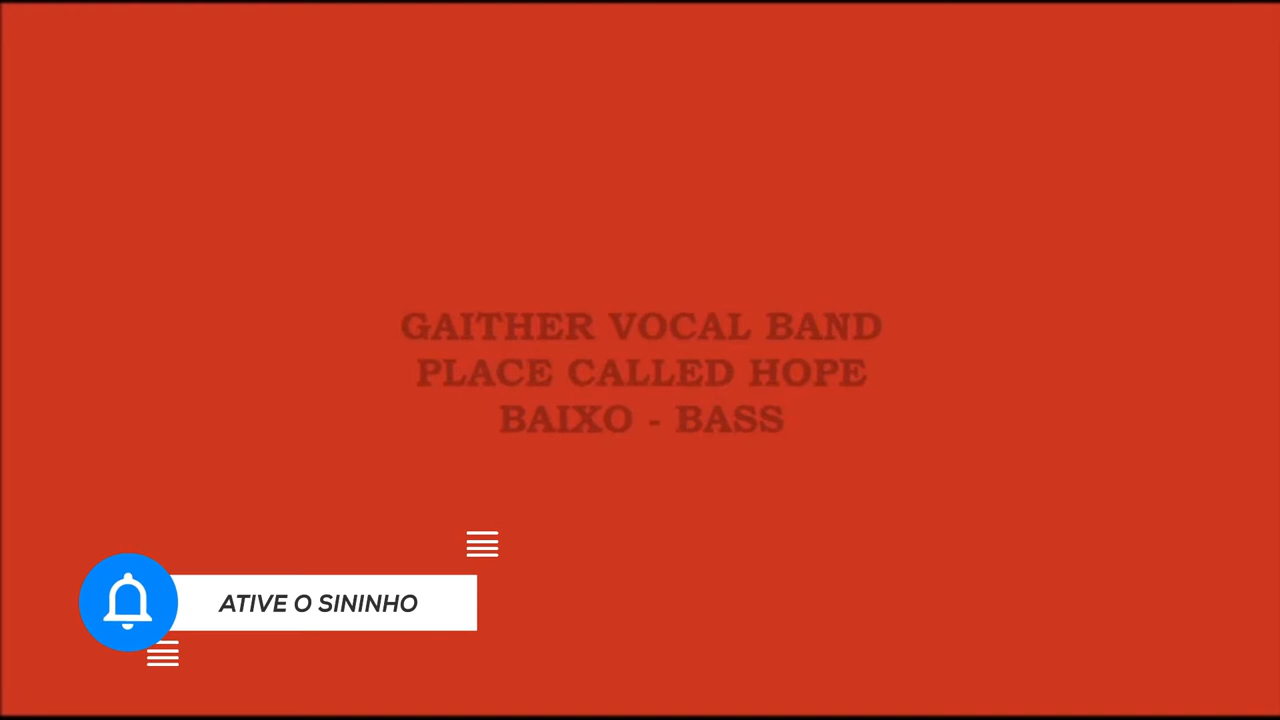 GAITHER VOCAL BAND
PLACE CALLED HOPE
BAIXO - BASS
ATIVE O SININHO